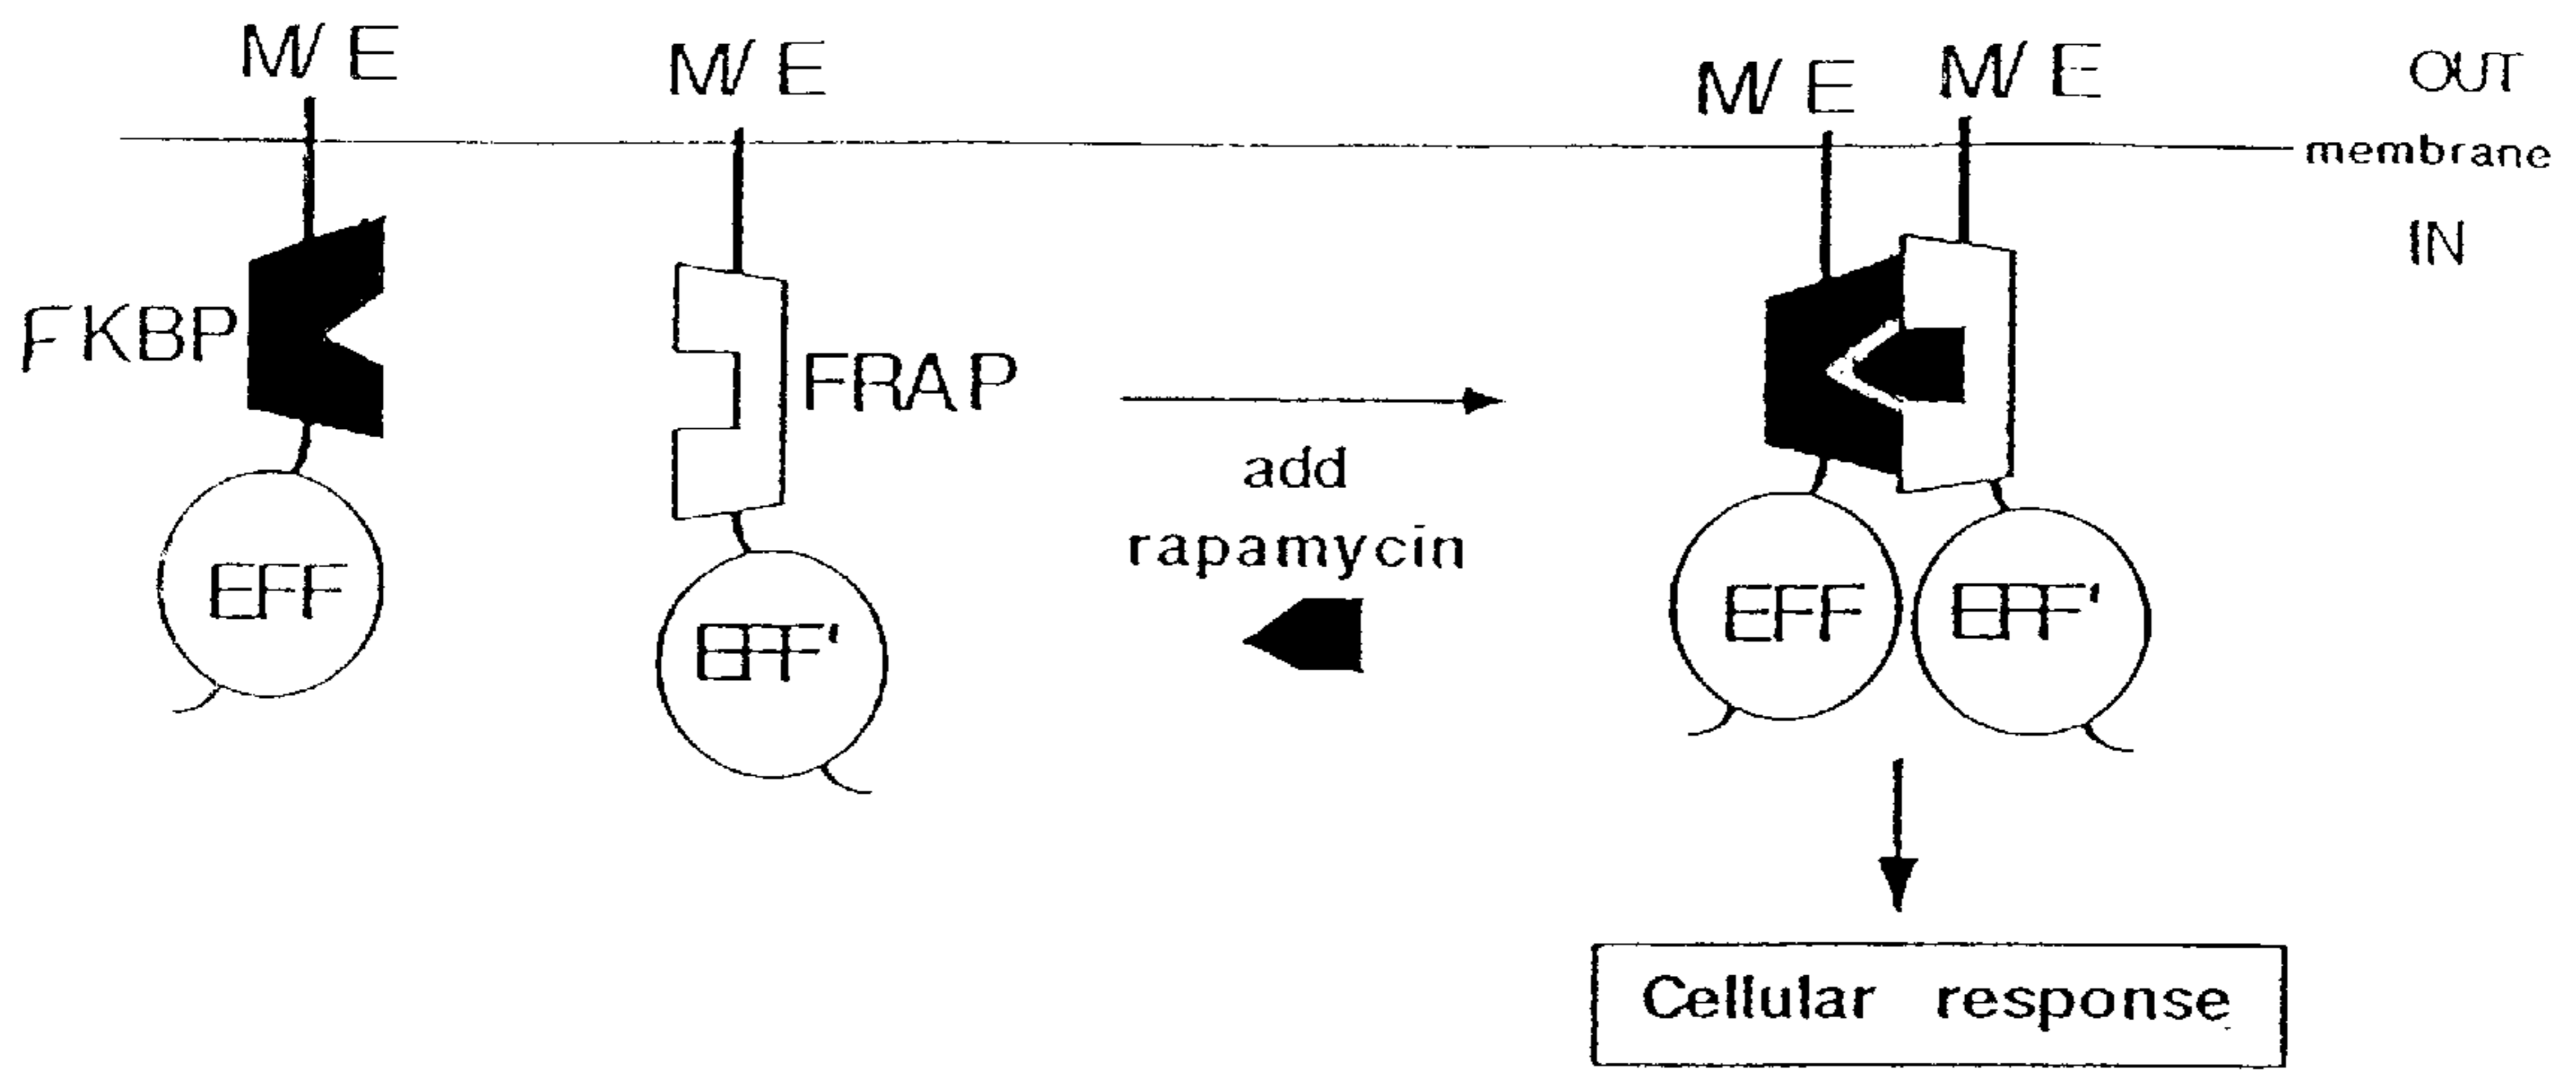 M/E
M/E
M/E
M/E
OUT
membrane
IN
FKBP
FRAP
add
rapamycin
EFF
EFF'
EFF
EFF'
Cellular response